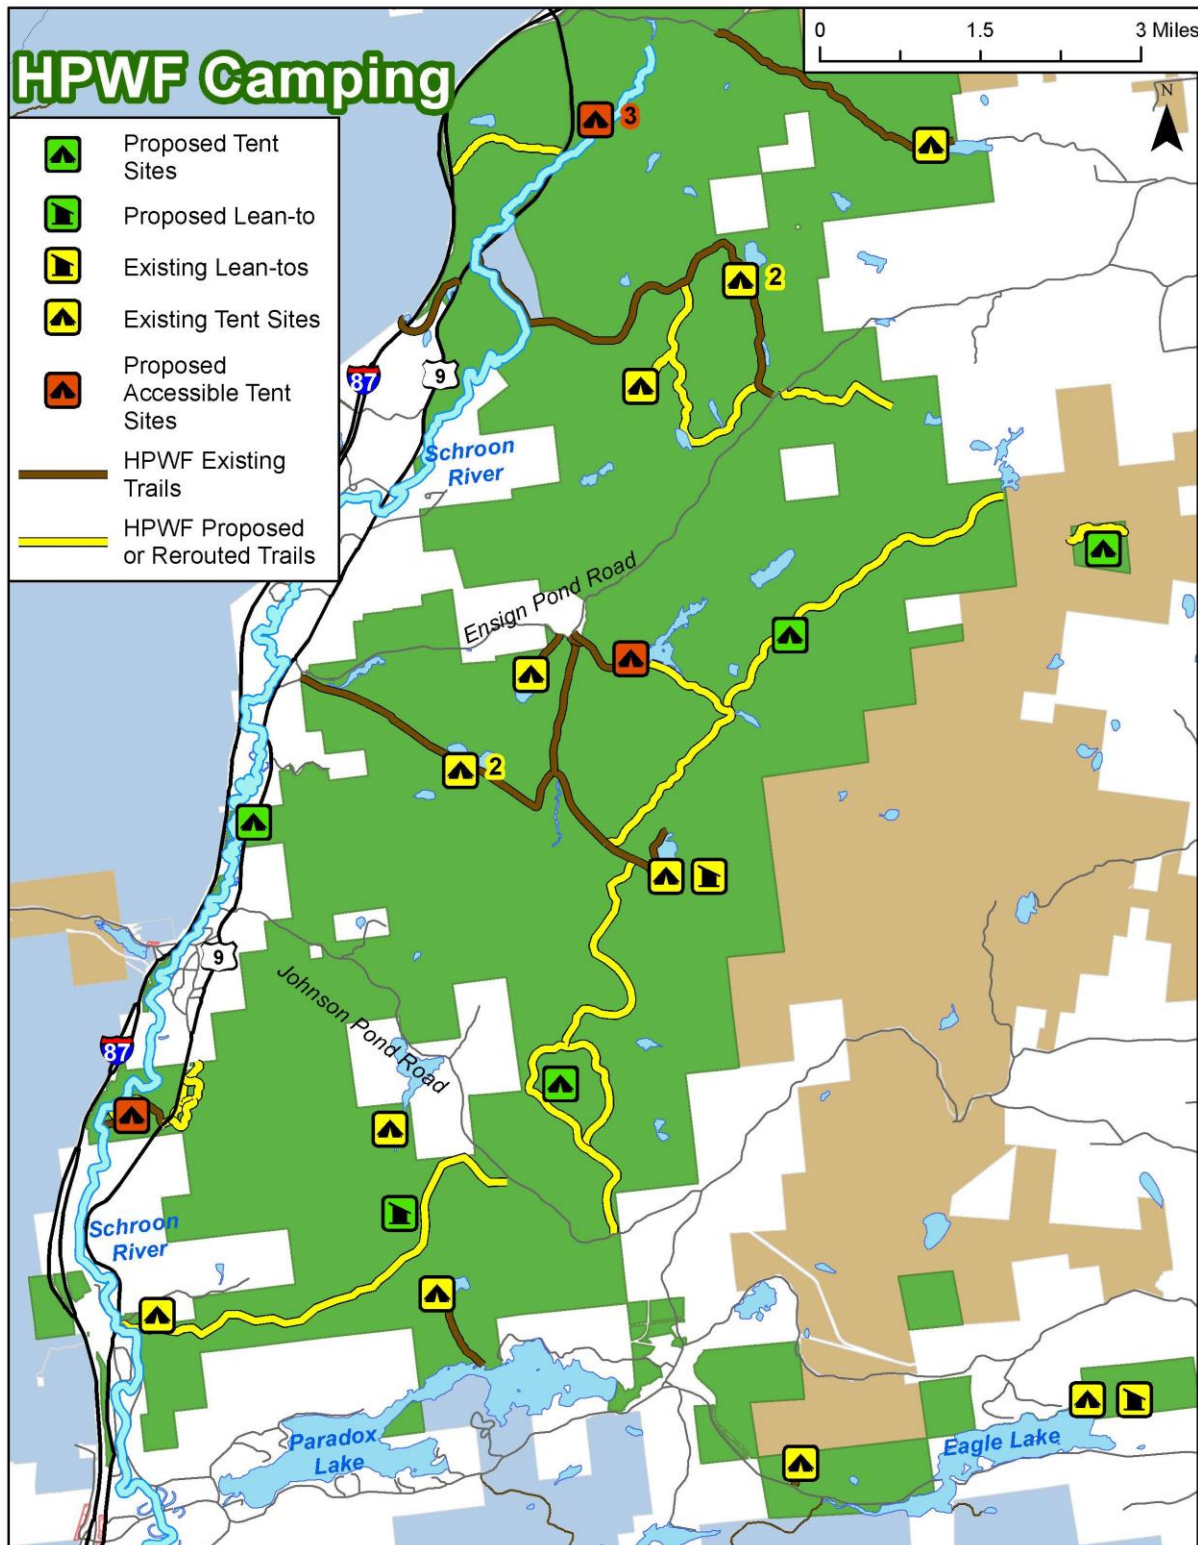 HPWF Camping
0 1.5 3 Miles
N
Proposed Tent
Sites
Proposed Lean-to
Existing Lean-tos
Existing Tent Sites
Proposed
Accessible Tent
Sites
HPWF Existing
Trails
HPWF Proposed
or Rerouted Trails
3
2
87
9
Schroon
River
Ensign Pond Road
2
9
Johnson Pond Road
87
Schroon
River
Paradox
Lake
Eagle Lake